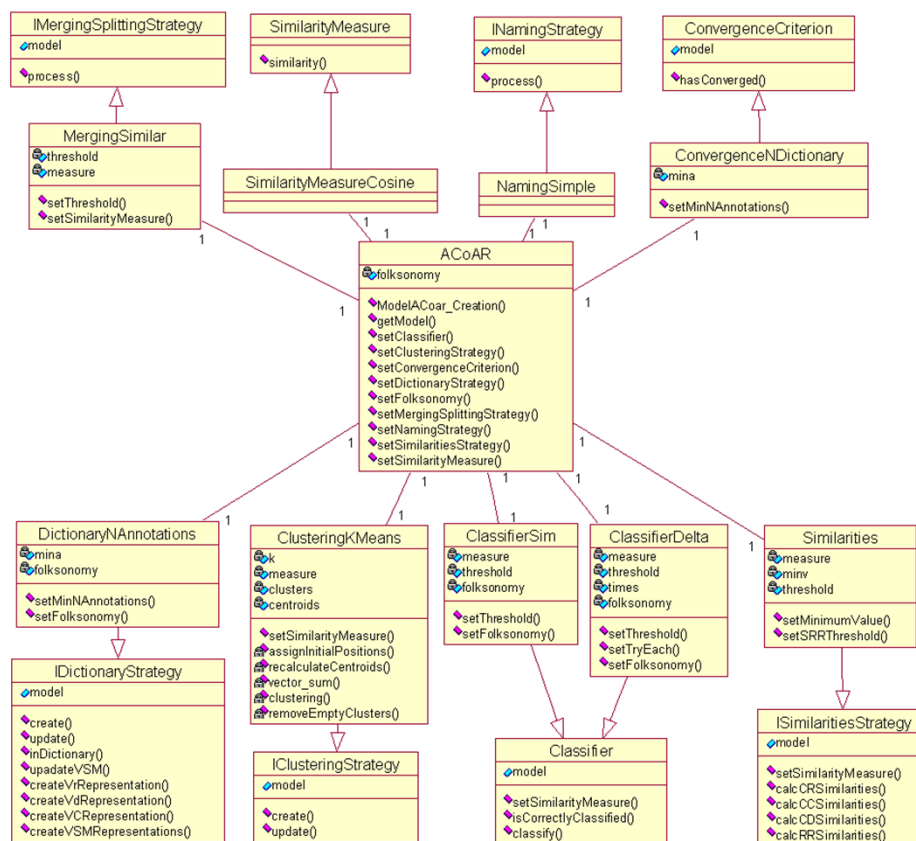 IMergingSplittingStrategy
model
process()
SimilarityMeasure
similarity()
INamingStrategy
model
process()
ConvergenceCriterion
model
hasConverged()
MergingSimilar
threshold
measure
setThreshold()
setSimilarityMeasure()
SimilarityMeasureCosine
NamingSimple
ConvergenceNDictionary
mina
setMinNAnnotations()
1
1
1
1
1
1
1
1
ACoAR
folksonomy
ModelACoar_Creation()
getModel()
setClassifier()
setClusteringStrategy()
setConvergenceCriterion()
setDictionaryStrategy()
setFolksonomy()
setMergingSplittingStrategy()
setNamingStrategy()
setSimilaritiesStrategy()
setSimilarityMeasure()
1
1
1
1
1
1
1
1
1
1
DictionaryNAnnotations
mina
folksonomy
setMinNAnnotations()
setFolksonomy()
ClusteringKMeans
k
measure
clusters
centroids
setSimilarityMeasure()
assignInitialPositions()
recalculateCentroids()
vector_sum()
clustering()
removeEmptyClusters()
ClassifierSim
measure
threshold
folksonomy
setThreshold()
setFolksonomy()
ClassifierDelta
measure
threshold
times
folksonomy
setThreshold()
setTryEach()
setFolksonomy()
Similarities
measure
minv
threshold
setMinimumValue()
setSRRThreshold()
IDictionaryStrategy
model
create()
update()
inDictionary()
upadateVSM()
createVrRepresentation()
createVdRepresentation()
createVCRepresentation()
createVSMRepresentations()
IClusteringStrategy
model
create()
update()
Classifier
model
setSimilarityMeasure()
isCorrectlyClassified()
classify()
ISimilaritiesStrategy
model
setSimilarityMeasure()
calcCRSimilarities()
calcCCSimilarities()
calcCDSimilarities()
calcRRSimilarities()